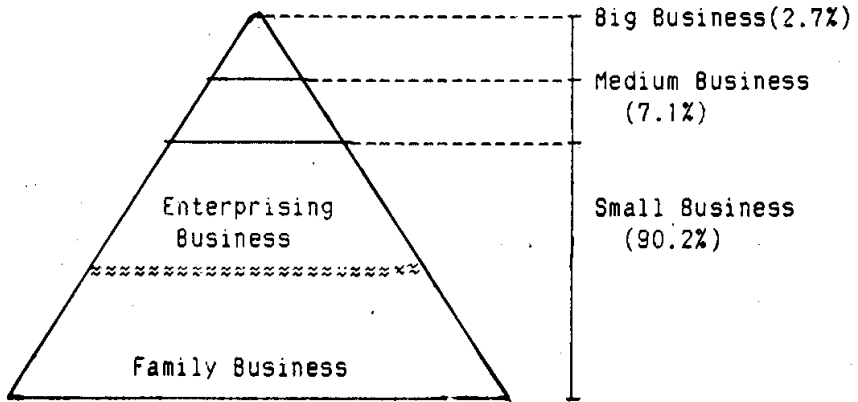 Big Business(2.7%)
Medium Business
(7.1%)
Enterprising
Business
Small Business
(90.2%)
Family Business